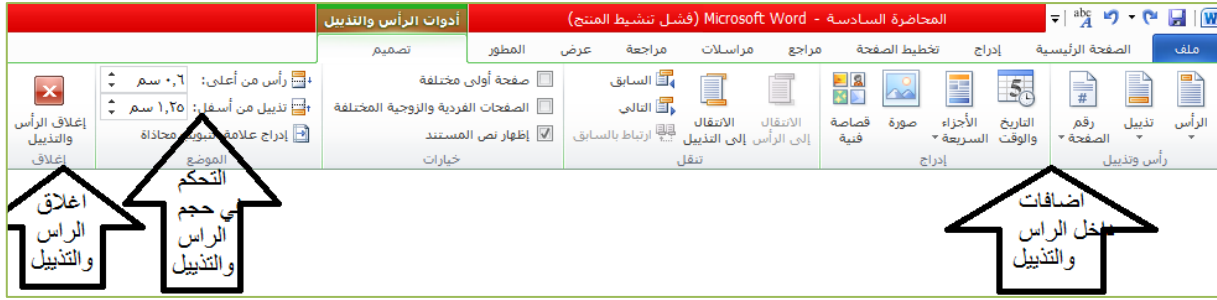 المحاضرة السادسة - Microsoft Word (فشل تنشيط المنتج)
أدوات الرأس والتذييل
ملف الصفحة الرئيسية إدراج تخطيط الصفحة مراجع مراسلات مراجعة عرض المطور تصميم
الرأس
تذييل
رقم
الصفحة
رأس وتذييل
التاريخ
والوقت
الأجزاء
السريعة
صورة
قصاصة
فنية
إدراج
الانتقال
إلى الرأس
الانتقال
إلى التذييل
السابق
التالي
ارتباط بالسابق
تنقل
صفحة أولى مختلفة
الصفحات الفردية والزوجية المختلفة
إظهار نص المستند
خيارات
رأس من أعلى: ٠,٦ سم
تذييل من أسفل: ١,٢٥ سم
إدراج علامة تبويب محاذاة
الموضع
إغلاق الرأس
والتذييل
إغلاق
اضافات
داخل الراس
والتذييل
التحكم
في حجم
الراس
والتذييل
اغلاق
الراس
والتذييل